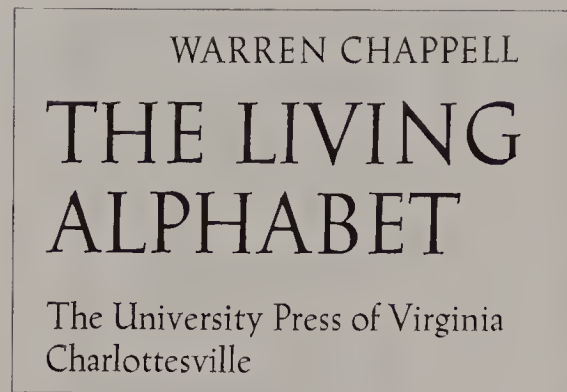 WARREN CHAPPELL
THE LIVING
ALPHABET
The University Press of Virginia
Charlottesville